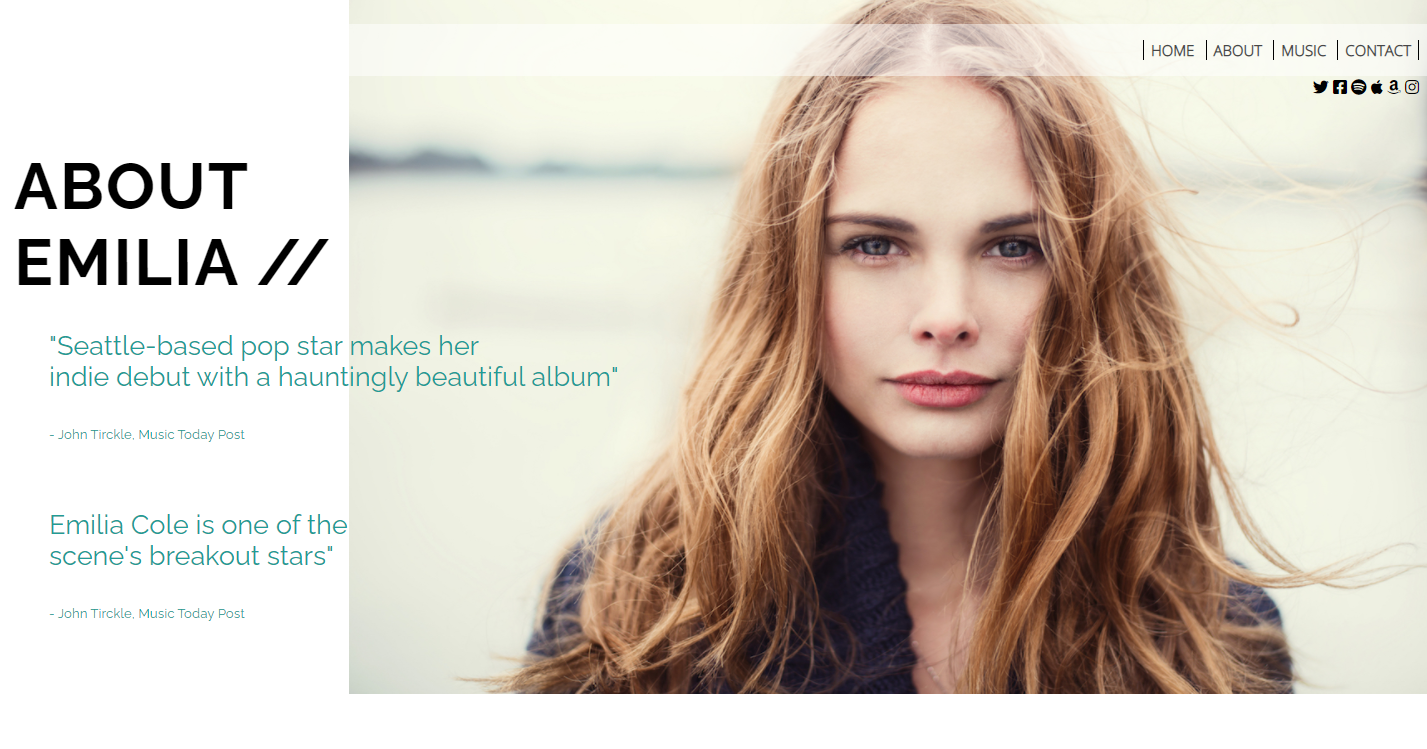 HOME ABOUT MUSIC CONTACT
ABOUT
EMILIA //
"Seattle-based pop star makes her
indie debut with a hauntingly beautiful album"
- John Tirckle, Music Today Post
Emilia Cole is one of the
scene's breakout stars"
- John Tirckle, Music Today Post